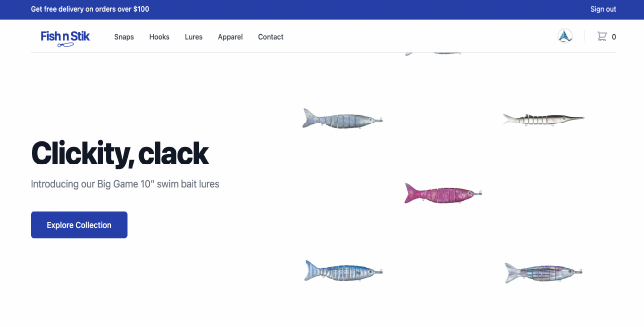 Get free delivery on orders over $100
Sign out
Fish n Stik
Snaps Hooks Lures Apparel Contact
0
Clickity, clack
Introducing our Big Game 10" swim bait lures
Explore Collection